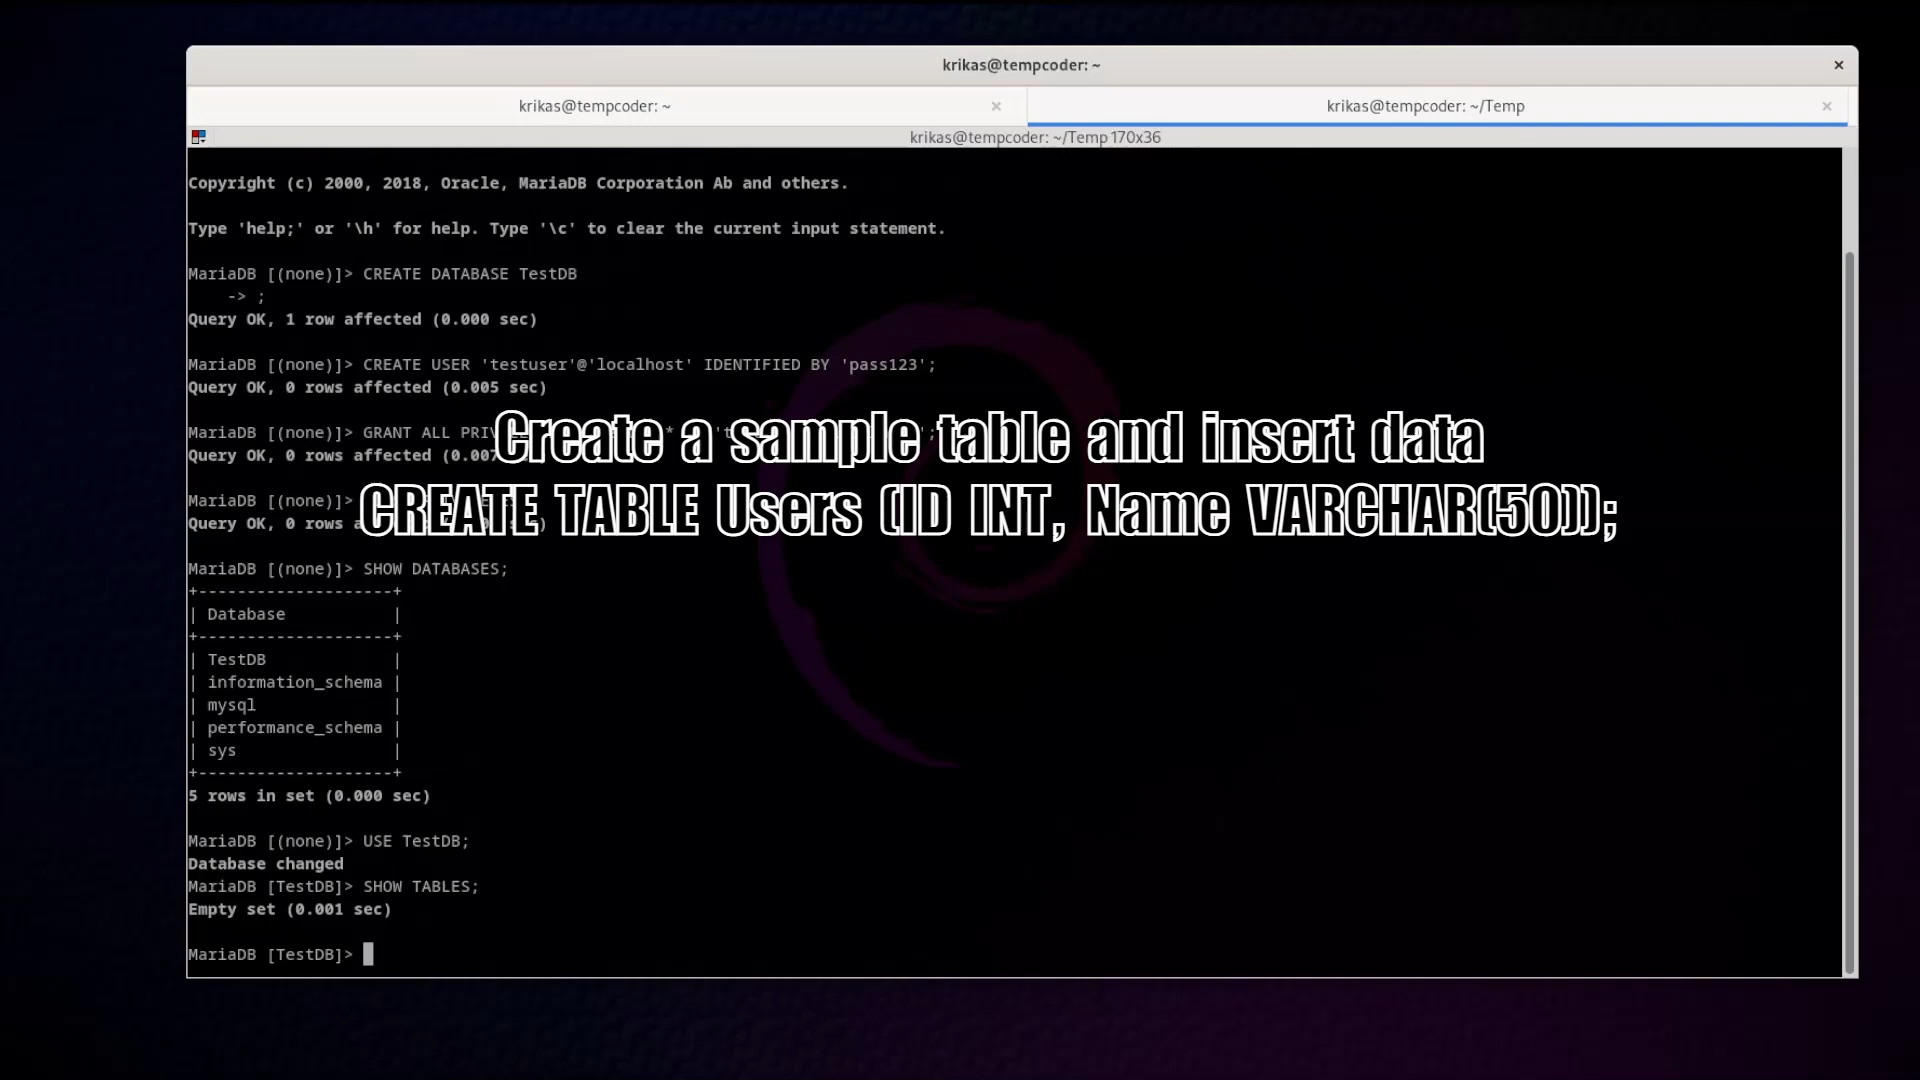 krikas@tempcoder: ~
krikas@tempcoder: ~
krikas@tempcoder: ~/Temp
krikas@tempcoder: ~/Temp 170x36
Copyright (c) 2000, 2018, Oracle, MariaDB Corporation Ab and others.
Type 'help;' or '\h' for help. Type '\c' to clear the current input statement.
MariaDB [(none)]> CREATE DATABASE TestDB
-> ;
Query OK, 1 row affected (0.000 sec)
MariaDB [(none)]> CREATE USER 'testuser'@'localhost' IDENTIFIED BY 'pass123';
Query OK, 0 rows affected (0.005 sec)
MariaDB [(none)]> GRANT ALL
Query OK, 0 rows affected
Create a sample table and insert data
MariaDB [(none)]>
Query OK, 0 rows
CREATE TABLE Users (ID INT, Name VARCHAR(50));
MariaDB [(none)]> SHOW DATABASES;
+--------------------+
| Database           |
+--------------------+
| TestDB             |
| information_schema |
| mysql              |
| performance_schema |
| sys                |
+--------------------+
5 rows in set (0.000 sec)
MariaDB [(none)]> USE TestDB;
Database changed
MariaDB [TestDB]> SHOW TABLES;
Empty set (0.001 sec)
MariaDB [TestDB]>